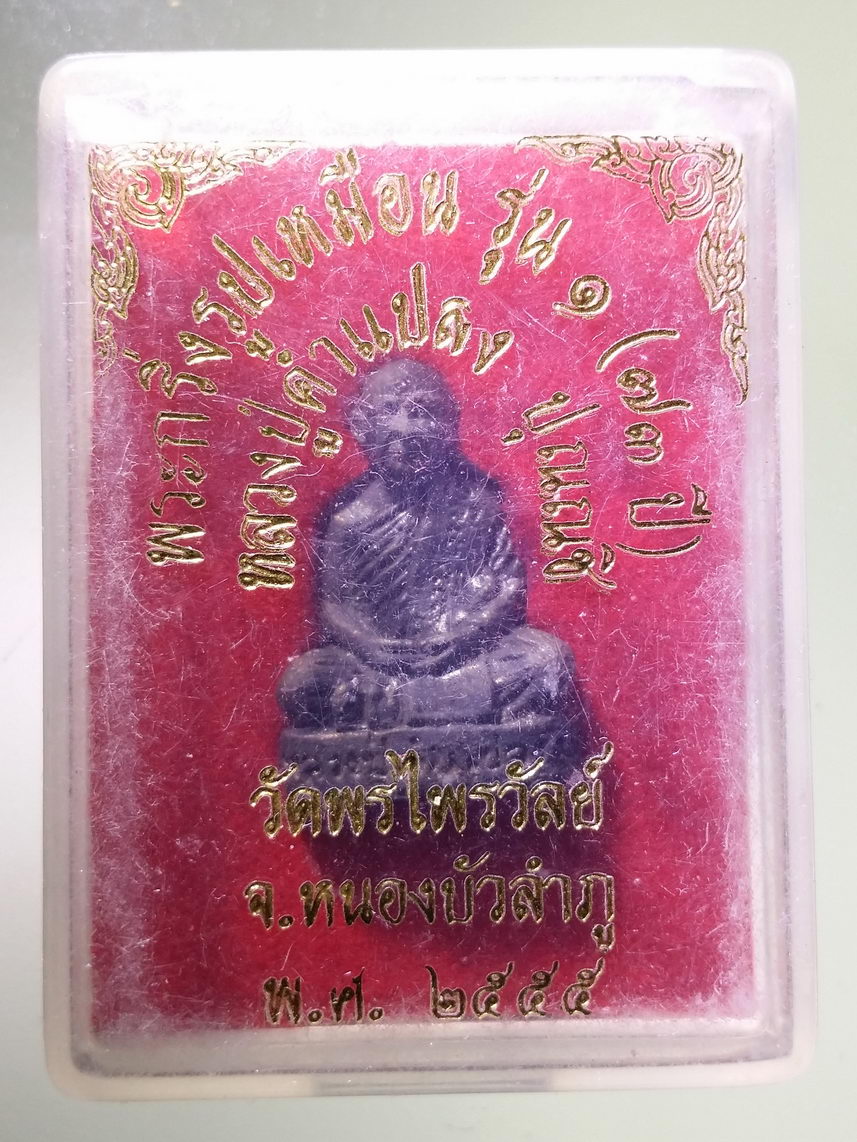 พระกริ่งรูปเหมือน รุ่น ๑ (๗๓ ปี)
หลวงปู่คำแปลง ปุณณชิ
วัดพรไพรวัลย์
จ.หนองบัวลำภู
พ.ศ. ๒๕๕๕